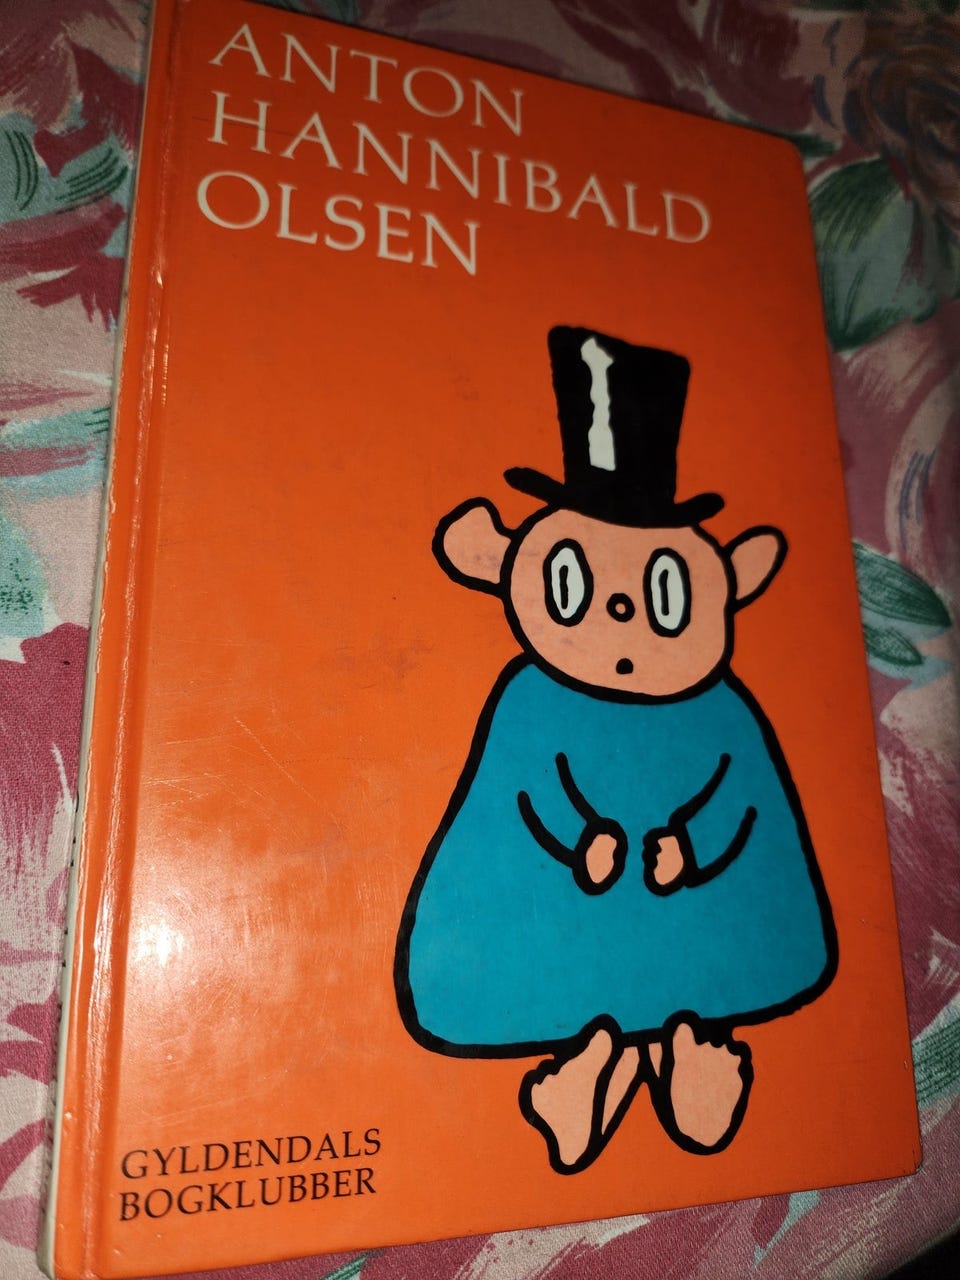 ANTON
HANNIBALD
OLSEN
GYLDENDALS
BOGKLUBBER